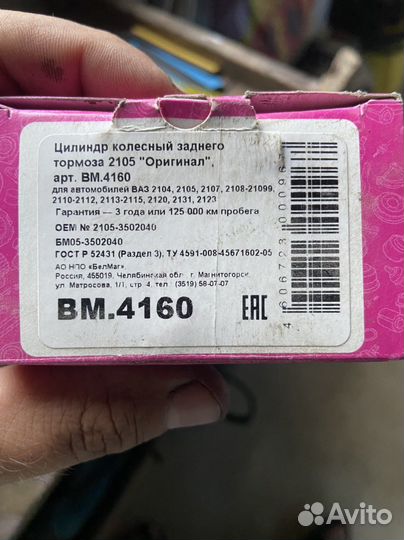 Цилиндр колесный заднего
тормоза 2105 "Оригинал",
арт. ВМ.4160
для автомобилей ВАЗ 2104, 2105, 2107, 2108-21099,
2110-2112, 2113-2115, 2120, 2131, 2123
Гарантия — 3 года или 125 000 км пробега
OEM № 2105-3502040
БМ05-3502040
ГОСТ Р 52431 (Раздел 3), ТУ 4591-008-45671602-05
АО НПО «БелМаг»
Россия, 455019, Челябинская обл., г. Магнитогорск,
ул. Матросова, 1/1, стр. 4, тел.: (3519) 58-07-07
BM.4160
EAC
Avito